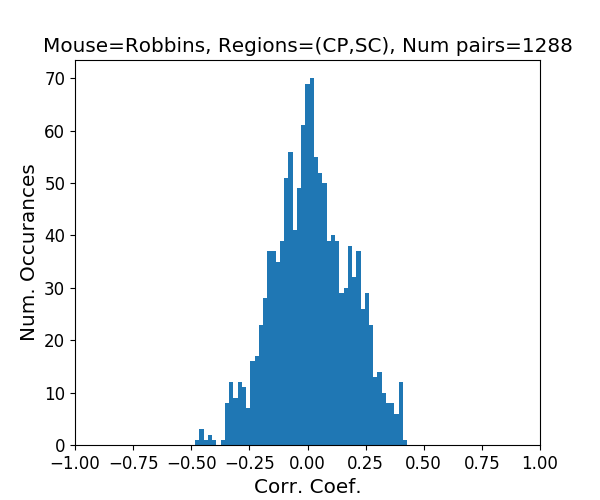 Mouse=Robbins, Regions=(CP,SC), Num pairs=1288
70
60
50
40
30
20
10
0
Num. Occurances
−1.00 −0.75 −0.50 −0.25 0.00 0.25 0.50 0.75 1.00
Corr. Coef.